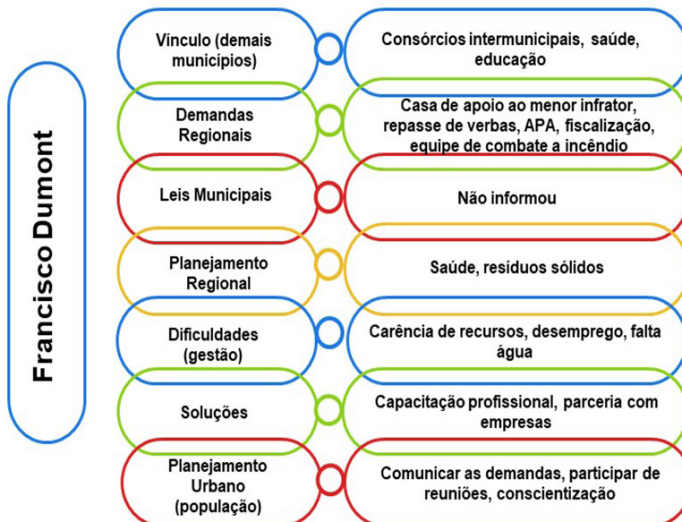 Francisco Dumont
Vínculo (demais
municípios)
Consórcios intermunicipais, saúde,
educação
Demandas
Regionais
Casa de apoio ao menor infrator,
repasse de verbas, APA, fiscalização,
equipe de combate a incêndio
Leis Municipais
Não informou
Planejamento
Regional
Saúde, resíduos sólidos
Dificuldades
(gestão)
Carência de recursos, desemprego, falta
água
Soluções
Capacitação profissional, parceria com
empresas
Planejamento
Urbano
(população)
Comunicar as demandas, participar de
reuniões, conscientização